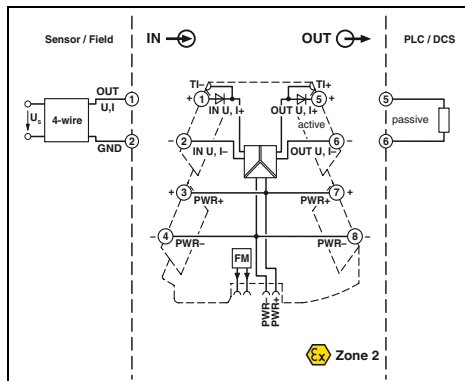 Sensor / Field
IN
OUT
PLC / DCS
TI–
TI+
OUT
U,I
1
+
1
5
+
5
IN U, I+
OUT U, I+
active
Us
4-wire
passive
2
GND
–
2
6
–
6
IN U, I–
OUT U, I–
+
3
7
+
PWR+
PWR+
–
4
8
–
PWR–
PWR–
FM
PWR–
PWR+
Ex
Zone 2